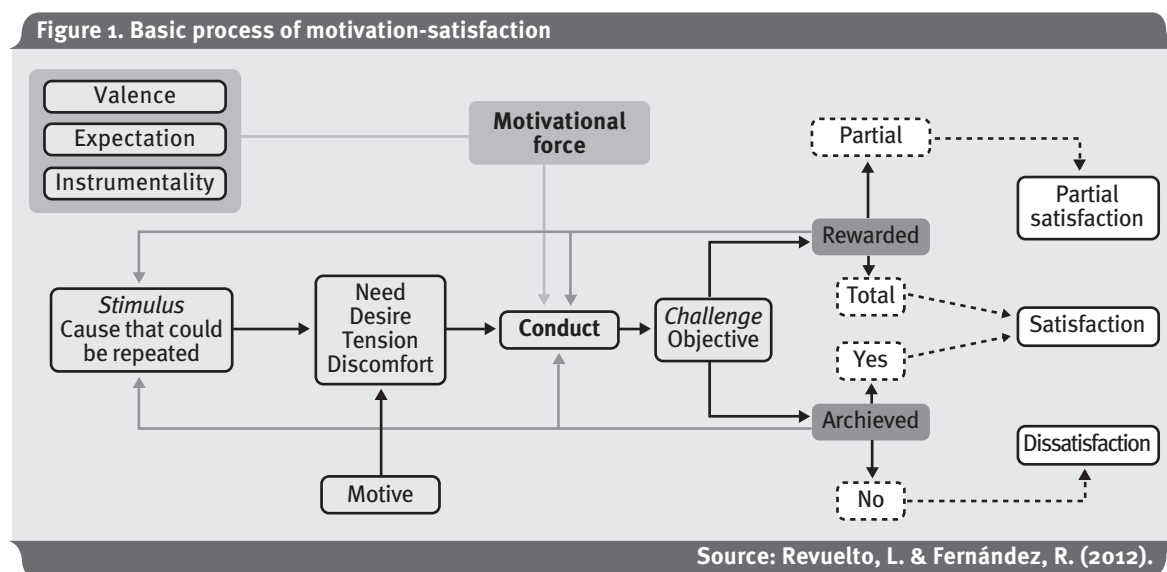 Figure 1. Basic process of motivation-satisfaction
Valence
Expectation
Instrumentality
Motivational
force
Partial
Partial
satisfaction
Rewarded
Stimulus
Cause that could
be repeated
Need
Desire
Tension
Discomfort
Conduct
Challenge
Objective
Total
Satisfaction
Yes
Archieved
Dissatisfaction
Motive
No
Source: Revuelto, L. & Fernández, R. (2012).